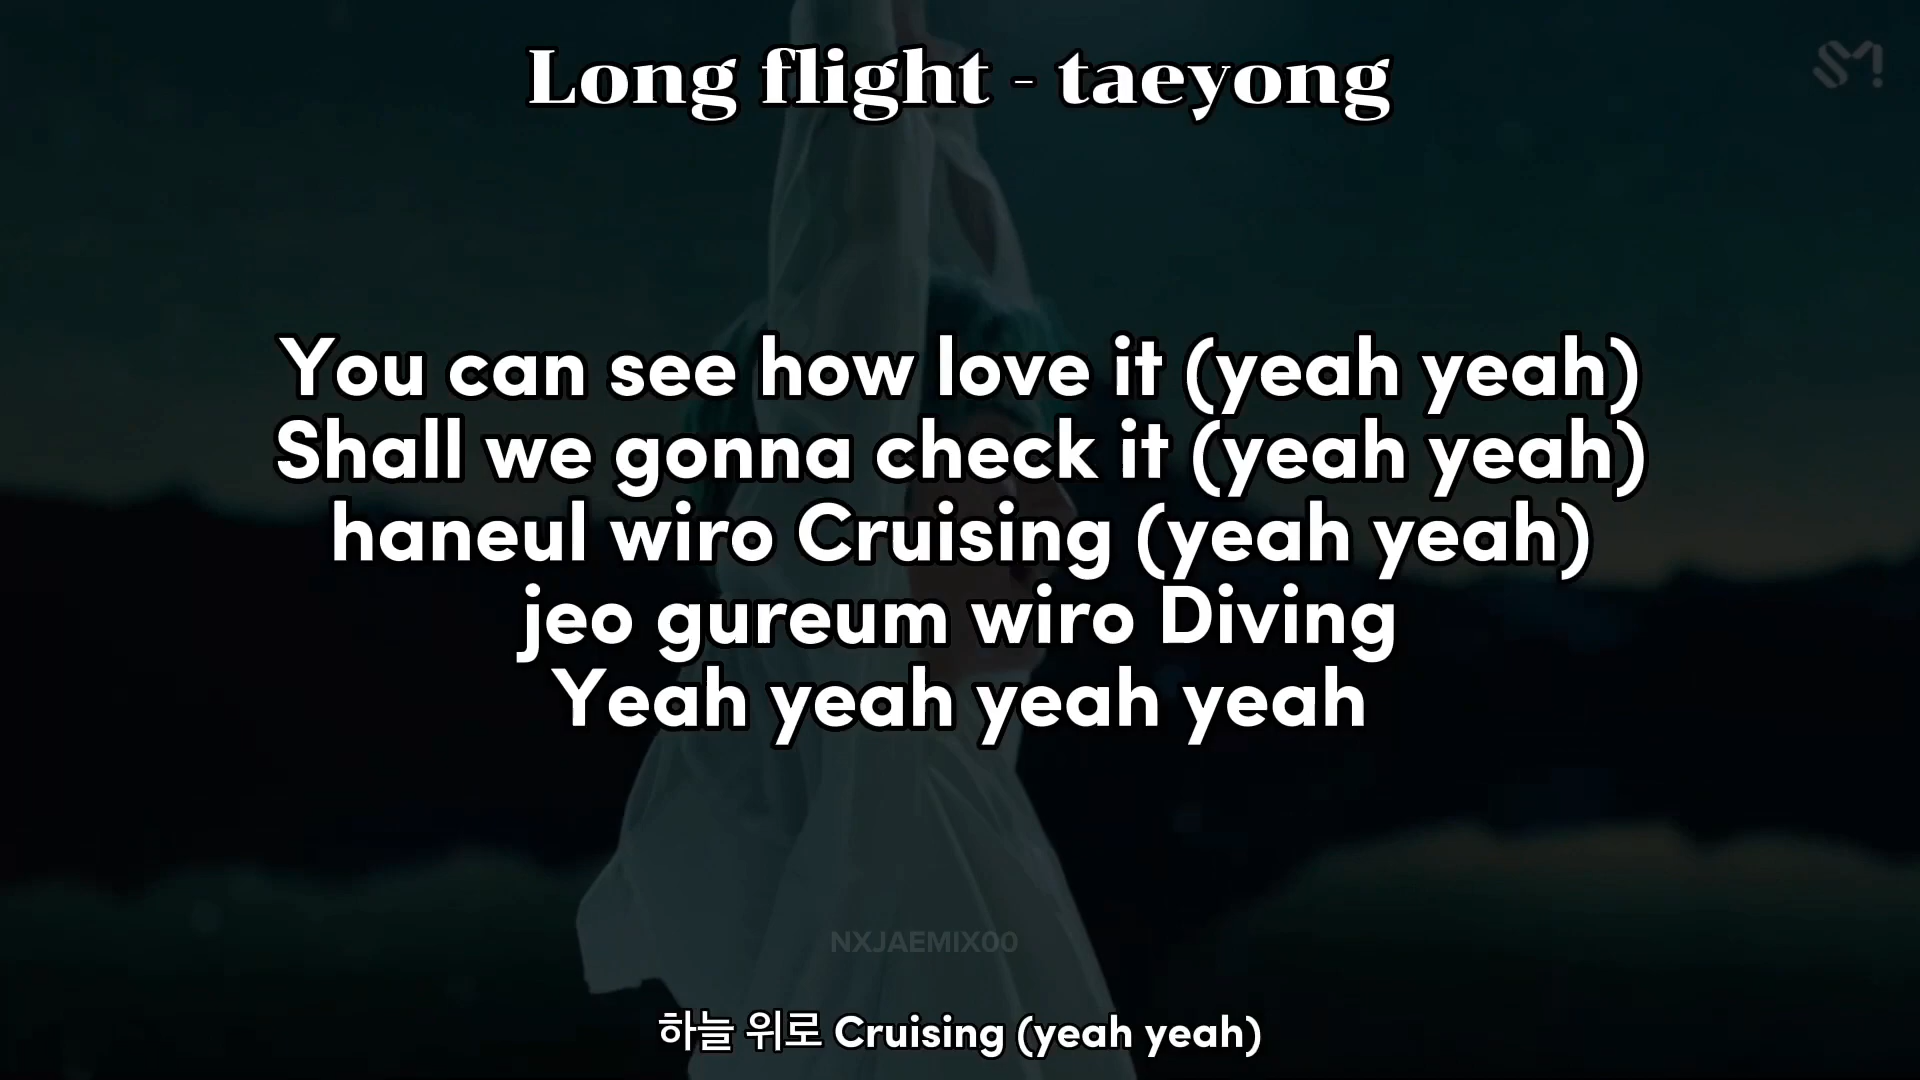 Long flight - taeyong
SM!
You can see how love it (yeah yeah)
Shall we gonna check it (yeah yeah)
haneul wiro Cruising (yeah yeah)
jeo gureum wiro Diving
Yeah yeah yeah yeah
NXJAEMIX00
하늘 위로 Cruising (yeah yeah)